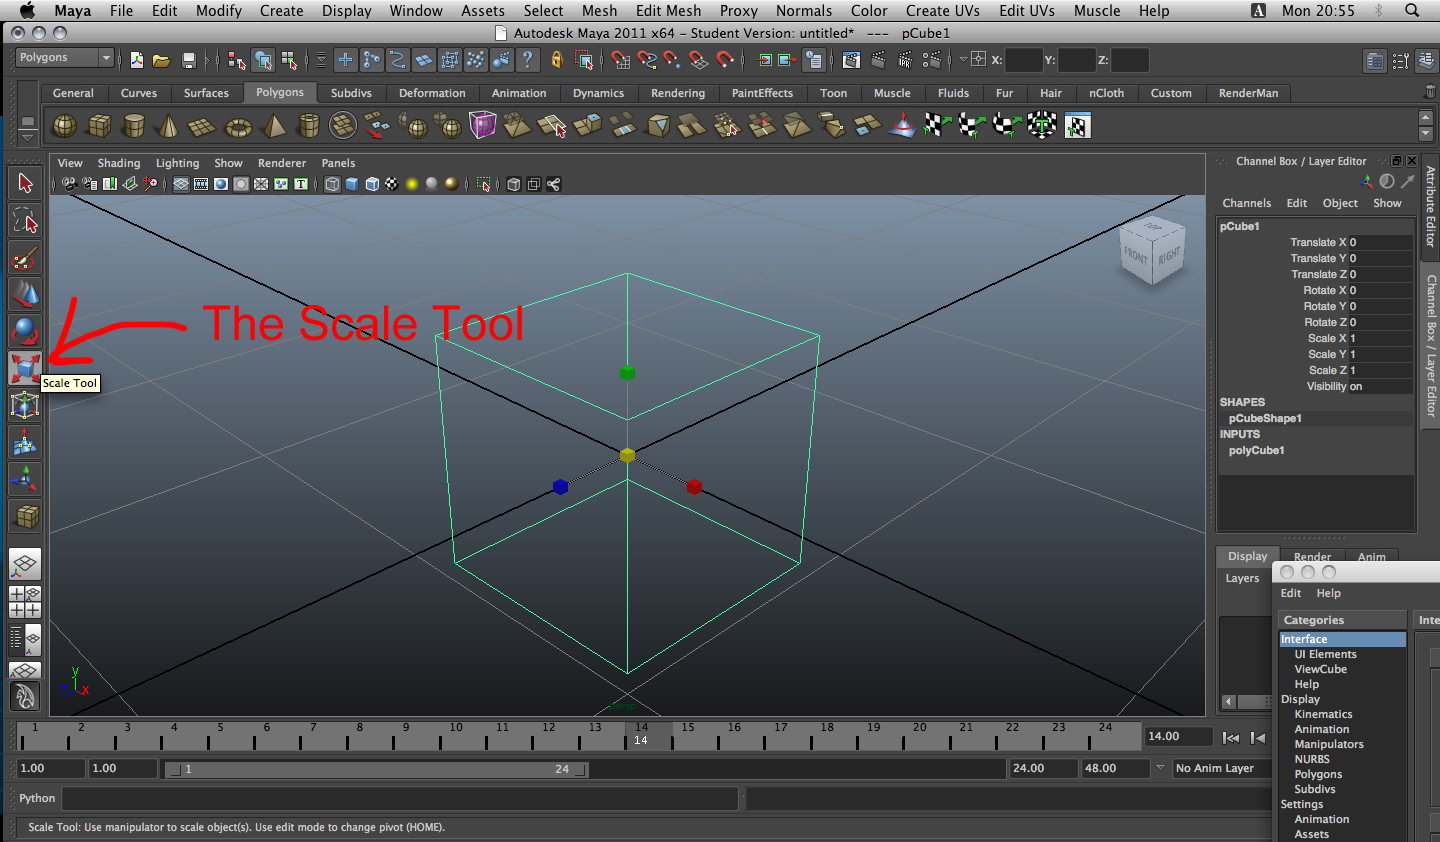 Maya File Edit Modify Create Display Window Assets Select Mesh Edit Mesh Proxy Normals Color Create UVs Edit UVs Muscle Help A Mon 20:55
Autodesk Maya 2011 x64 - Student Version: untitled* --- pCube1
Polygons X: Y: Z:
General Curves Surfaces Polygons Subdivs Deformation Animation Dynamics Rendering PaintEffects Toon Muscle Fluids Fur Hair nCloth Custom RenderMan
View Shading Lighting Show Renderer Panels
Channel Box / Layer Editor
Channels Edit Object Show
pCube1
Translate X 0
Translate Y 0
Translate Z 0
Rotate X 0
Rotate Y 0
Rotate Z 0
Scale X 1
Scale Y 1
Scale Z 1
Visibility on
SHAPES
pCubeShape1
INPUTS
polyCube1
Attribute Editor
Channel Box / Layer Editor
TOP
FRONT
RIGHT
The Scale Tool
Scale Tool
y
x
persp
Display Render Anim
Layers
Edit Help
Categories Inte
Interface
UI Elements
ViewCube
Help
Display
Kinematics
Animation
Manipulators
NURBS
Polygons
Subdivs
Settings
Animation
Assets
1 2 3 4 5 6 7 8 9 10 11 12 13 14 15 16 17 18 19 20 21 22 23 24
14
14.00
1.00 1.00 1 24 24.00 48.00 No Anim Layer
Python
Scale Tool: Use manipulator to scale object(s). Use edit mode to change pivot (HOME).